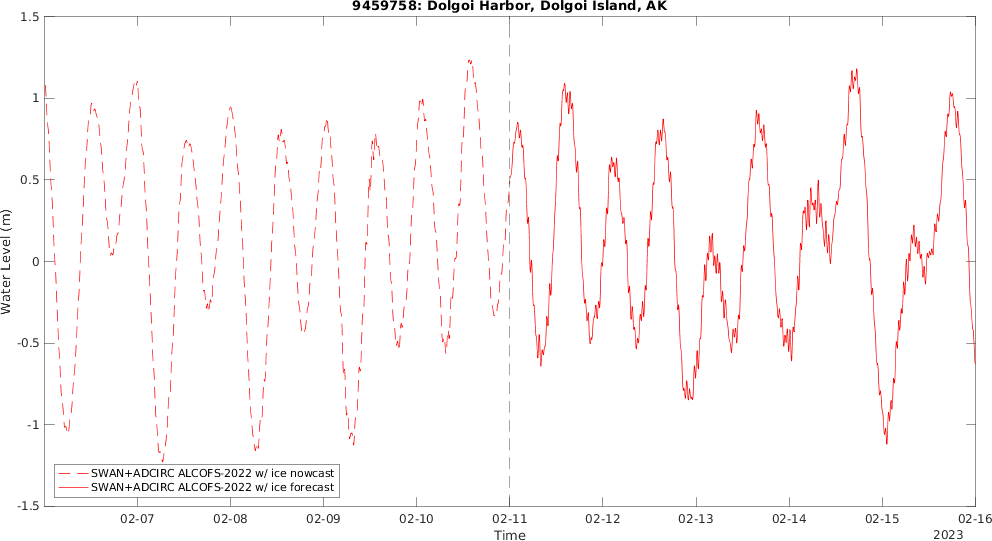 9459758: Dolgoi Harbor, Dolgoi Island, AK
1.5
1
0.5
0
-0.5
-1
-1.5
Water Level (m)
SWAN+ADCIRC ALCOFS-2022 w/ ice nowcast
SWAN+ADCIRC ALCOFS-2022 w/ ice forecast
02-07 02-08 02-09 02-10 02-11 02-12 02-13 02-14 02-15 02-16
Time
2023